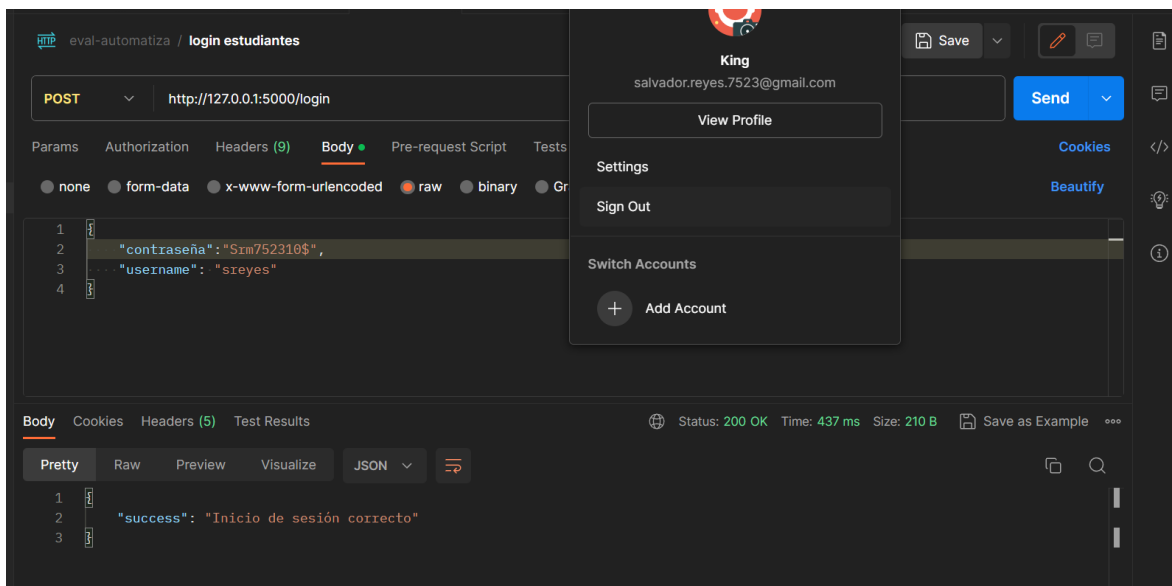 HTTP eval-automatiza / login estudiantes
Save
King
salvador.reyes.7523@gmail.com
View Profile
Settings
Sign Out
Switch Accounts
+ Add Account
POST http://127.0.0.1:5000/login
Send
Params Authorization Headers (9) Body Pre-request Script Tests
Cookies
none form-data x-www-form-urlencoded raw binary Gr
Beautify
1 {
2 "contraseña":"Srm752310$",
3 ····"username":·"sreyes"
4 }
Body Cookies Headers (5) Test Results
Status: 200 OK Time: 437 ms Size: 210 B Save as Example
Pretty Raw Preview Visualize JSON
1 {
2 "success": "Inicio de sesión correcto"
3 }